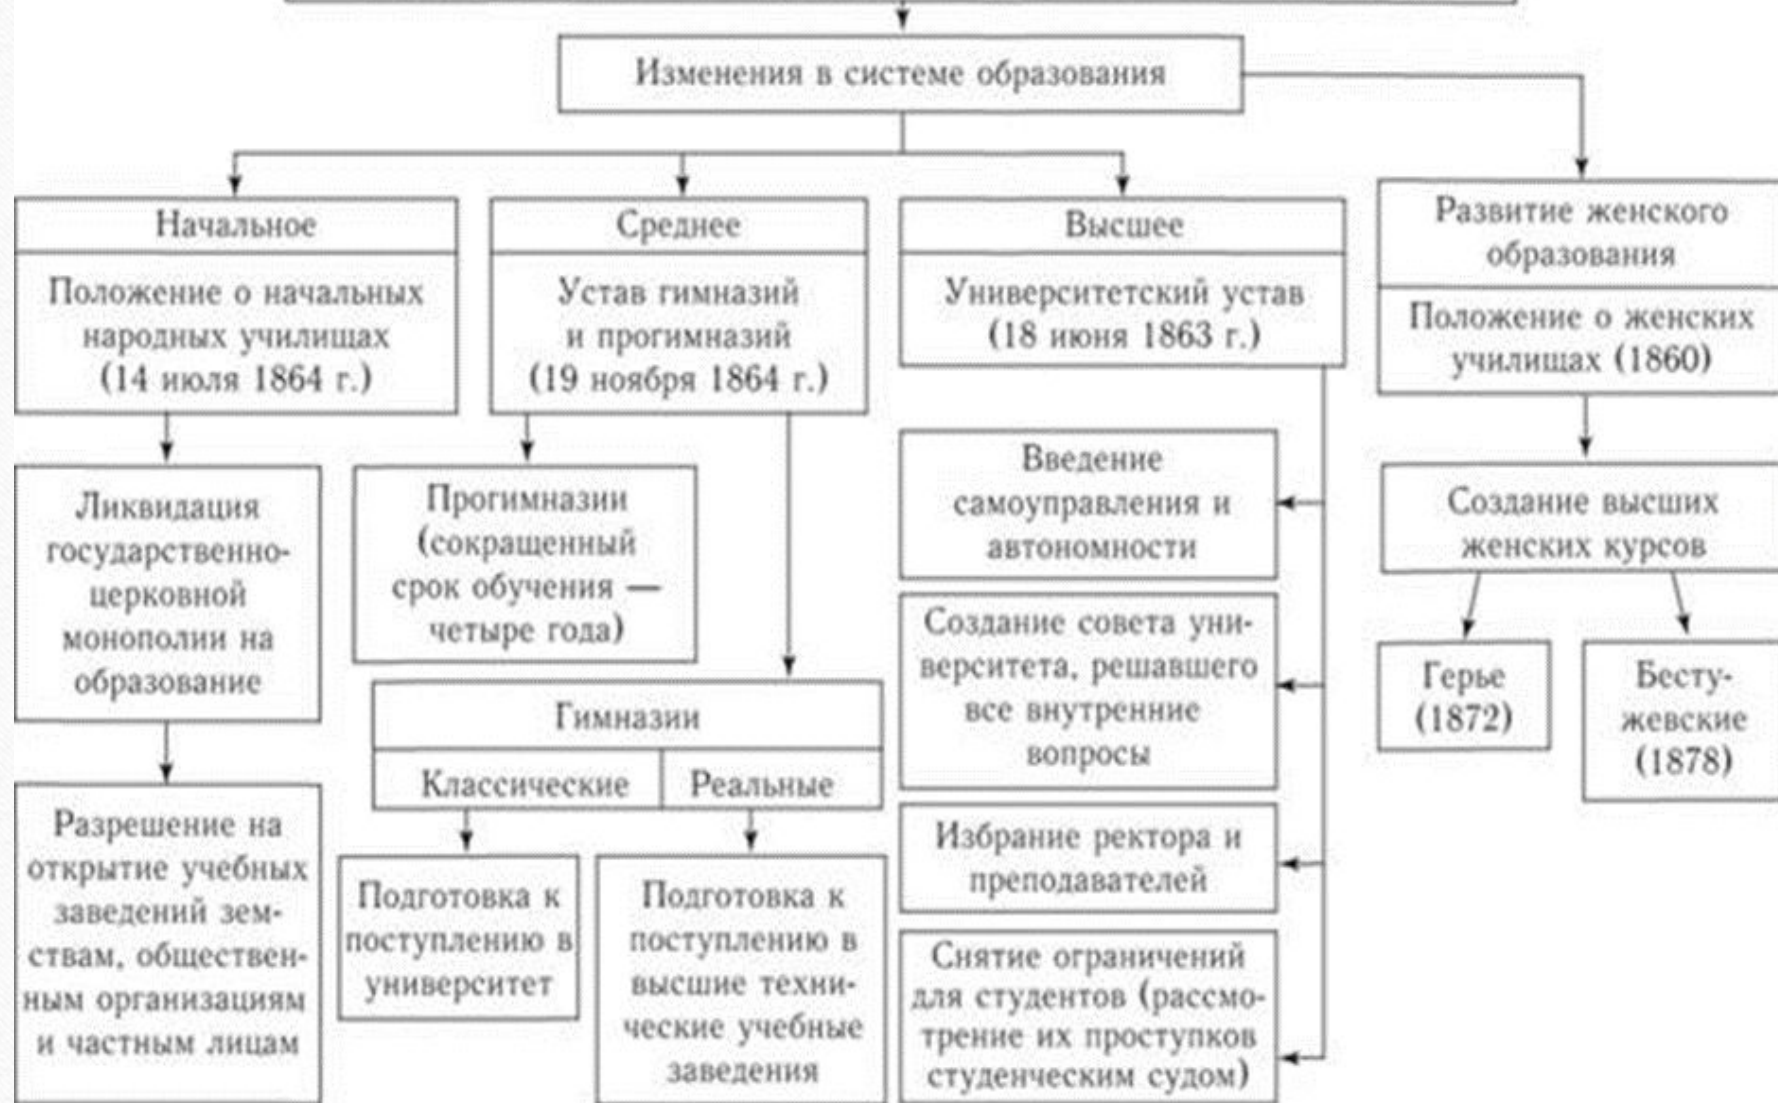 Изменения в системе образования
Начальное
Положение о начальных
народных училищах
(14 июля 1864 г.)
Ликвидация
государственно-
церковной
монополии на
образование
Разрешение на
открытие учебных
заведений зем-
ствам, обществен-
ным организациям
и частным лицам
Среднее
Устав гимназий
и прогимназий
(19 ноября 1864 г.)
Прогимназии
(сокращенный
срок обучения —
четыре года)
Гимназии
Классические
Реальные
Подготовка к
поступлению в
университет
Подготовка к
поступлению в
высшие техни-
ческие учебные
заведения
Высшее
Университетский устав
(18 июня 1863 г.)
Введение
самоуправления и
автономности
Создание совета уни-
верситета, решавшего
все внутренние
вопросы
Избрание ректора и
преподавателей
Снятие ограничений
для студентов (рассмо-
трение их проступков
студенческим судом)
Развитие женского
образования
Положение о женских
училищах (1860)
Создание высших
женских курсов
Герье
(1872)
Бесту-
жевские
(1878)